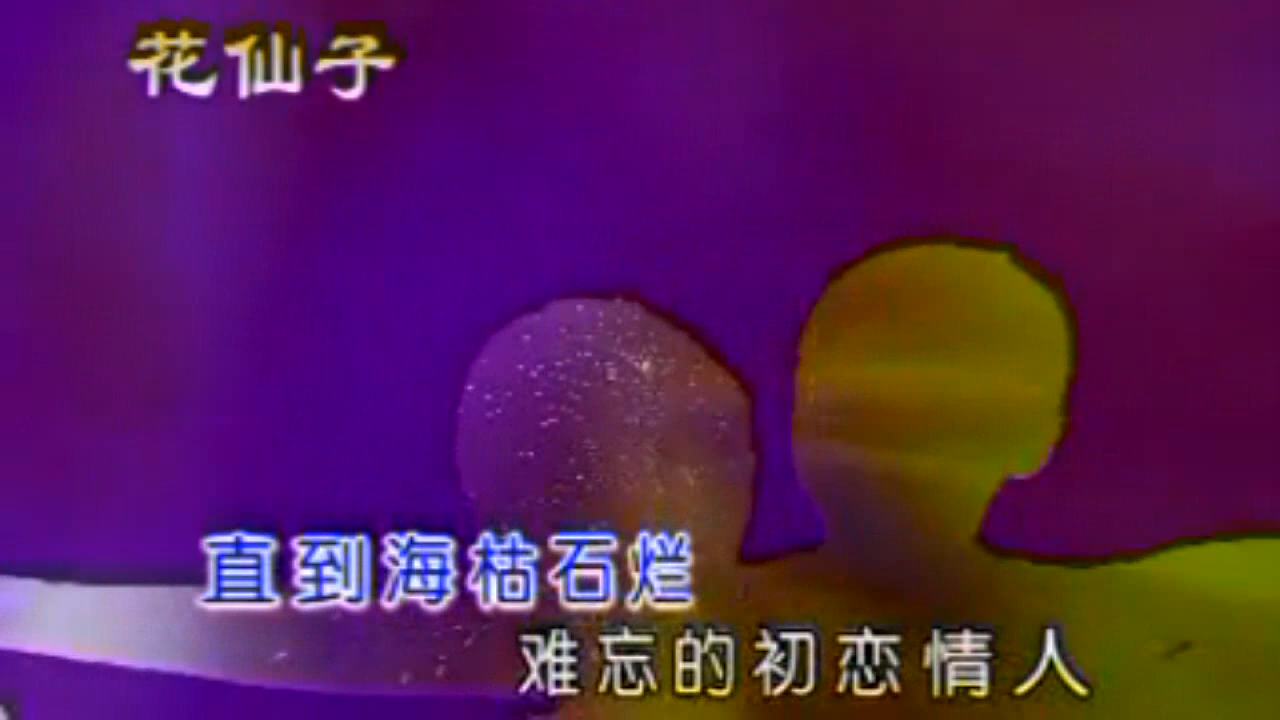 花仙子
直到海枯石烂
难忘的初恋情人